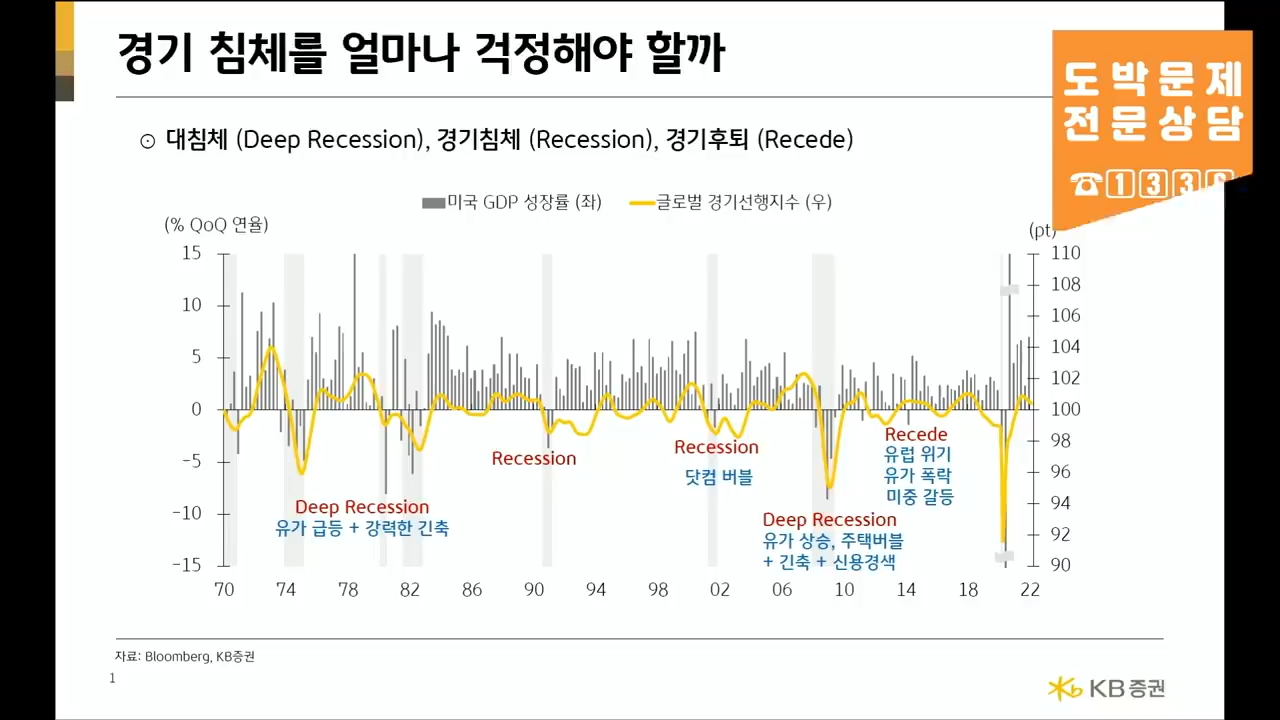 경기 침체를 얼마나 걱정해야 할까
도박문제
전문상담
☎1336
⊙ 대침체 (Deep Recession), 경기침체 (Recession), 경기후퇴 (Recede)
미국 GDP 성장률 (좌) 글로벌 경기선행지수 (우)
(% QoQ 연율) (pt)
15 110
108
10 106
5 104
102
0 100
98
-5 96
94
-10 92
-15 90
Recession
Recession
닷컴 버블
Recede
유럽 위기
유가 폭락
미중 갈등
Deep Recession
유가 급등 + 강력한 긴축
Deep Recession
유가 상승, 주택버블
+ 긴축 + 신용경색
70 74 78 82 86 90 94 98 02 06 10 14 18 22
자료: Bloomberg, KB증권
1
KB증권